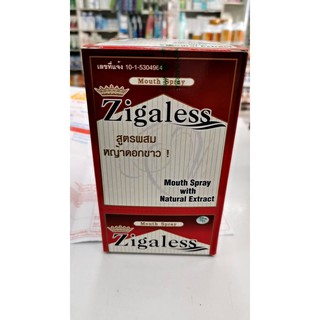 เลขที่แจ้ง 10-1-5304964
Mouth Spray
Zigaless
สูตรผสม
หญ้าดอกขาว !
Mouth Spray
with
Natural Extract
Mouth Spray
Zigaless